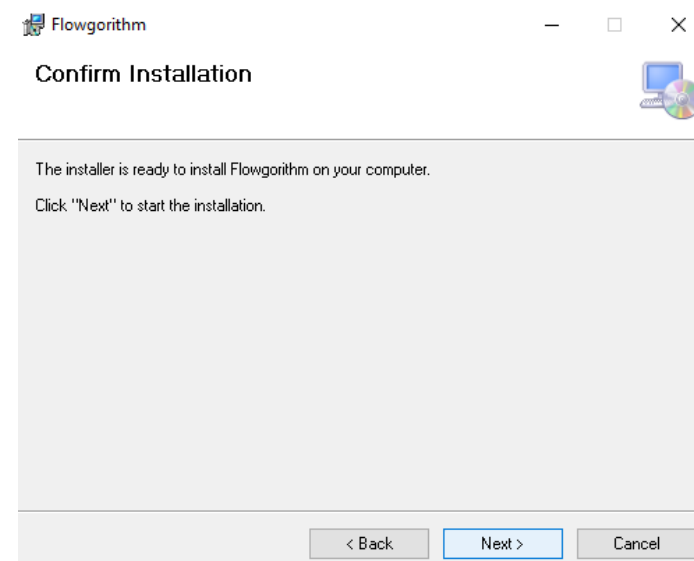 Flowgorithm
Confirm Installation
The installer is ready to install Flowgorithm on your computer.
Click "Next" to start the installation.
< Back
Next >
Cancel